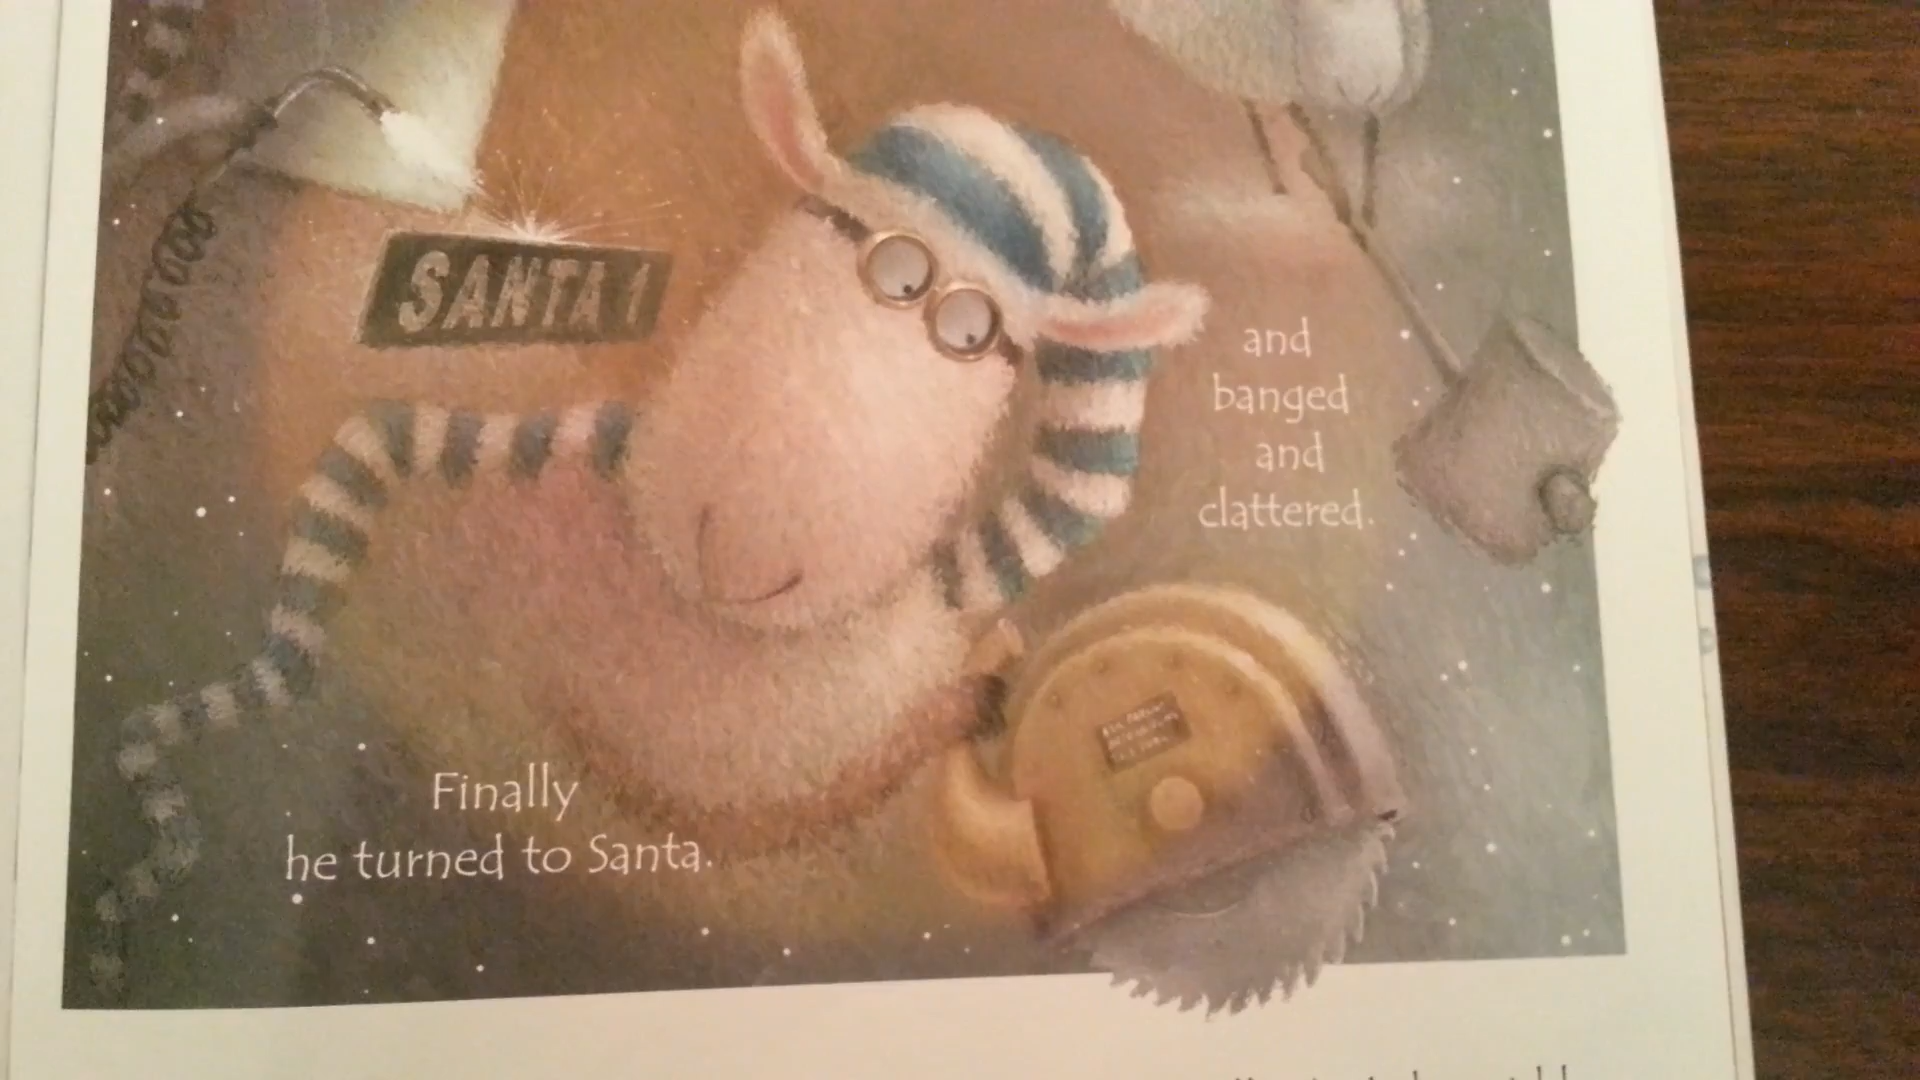 SANTA 1
and
banged
and
clattered.
Finally
he turned to Santa.